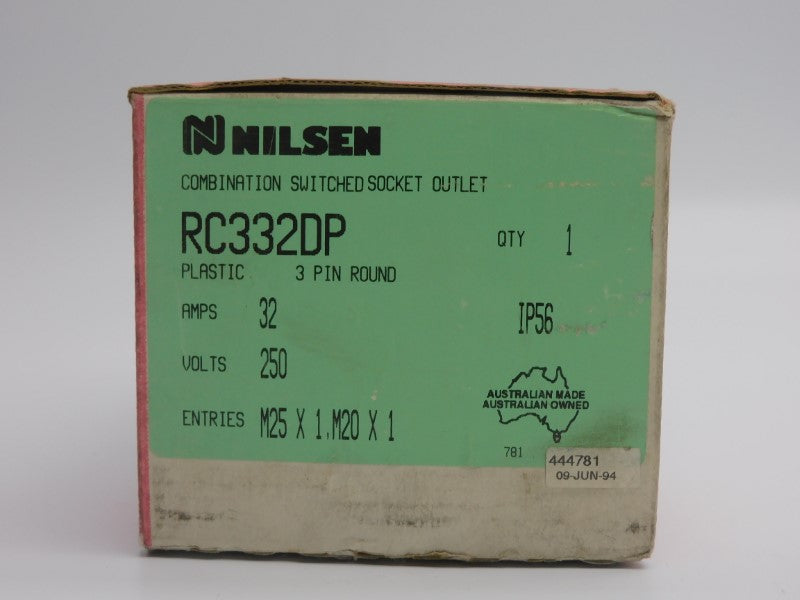 NILSEN
COMBINATION SWITCHED SOCKET OUTLET
RC332DP QTY 1
PLASTIC 3 PIN ROUND
AMPS 32 IP56
VOLTS 250
AUSTRALIAN MADE
AUSTRALIAN OWNED
ENTRIES M25 X 1, M20 X 1
781
444781
09-JUN-94